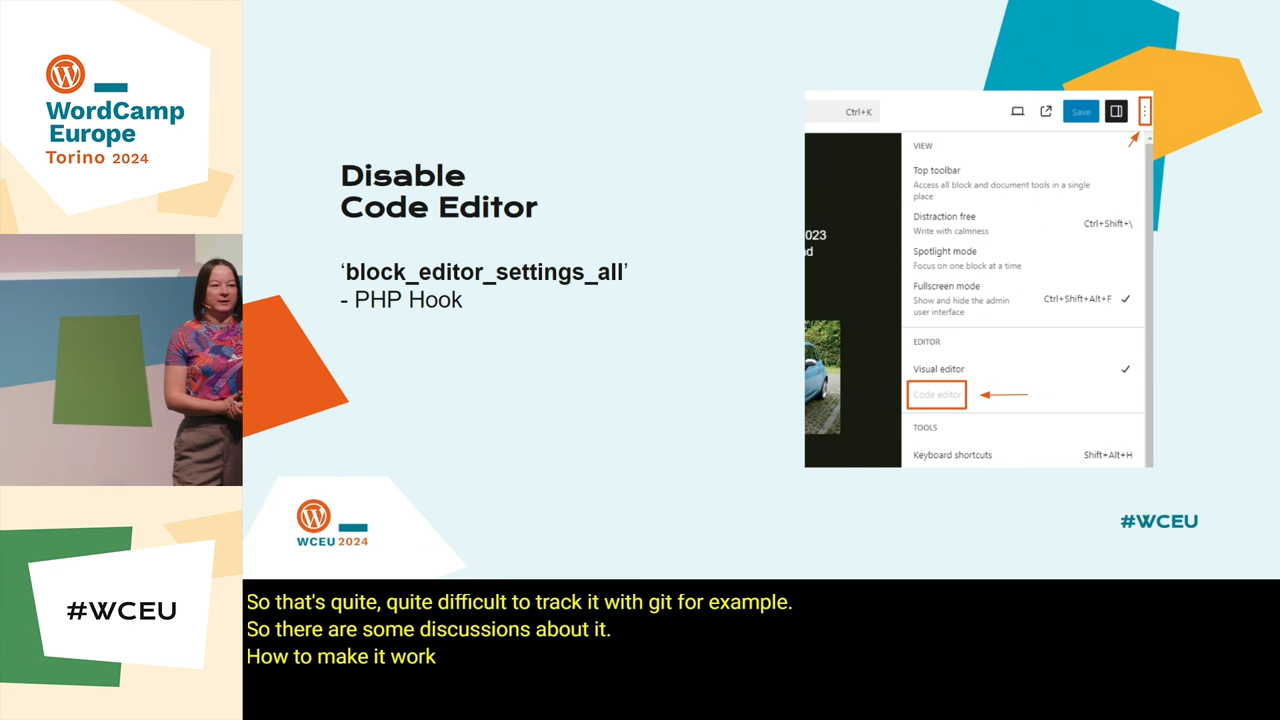 WordCamp
Europe
Torino 2024
#WCEU
Disable
Code Editor
‘block_editor_settings_all’
- PHP Hook
WCEU 2024
Ctrl+K
Save
023
d
VIEW
Top toolbar
Access all block and document tools in a single
place
Distraction free
Ctrl+Shift+\
Write with calmness
Spotlight mode
Focus on one block at a time
Fullscreen mode
Show and hide the admin
user interface
Ctrl+Shift+Alt+F
EDITOR
Visual editor
Code editor
TOOLS
Keyboard shortcuts
Shift+Alt+H
#WCEU
So that's quite, quite difficult to track it with git for example.
So there are some discussions about it.
How to make it work